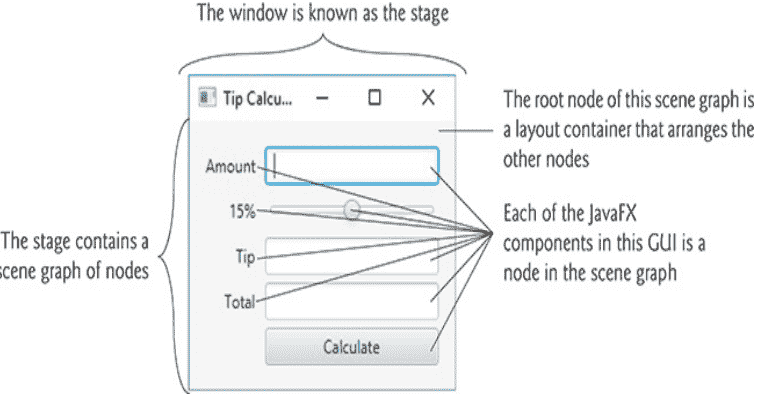 The window is known as the stage
Tip Calcu...
The root node of this scene graph is
a layout container that arranges the
other nodes
Amount
15%
Each of the JavaFX
components in this GUI is a
node in the scene graph
The stage contains a
scene graph of nodes
Tip
Total
Calculate